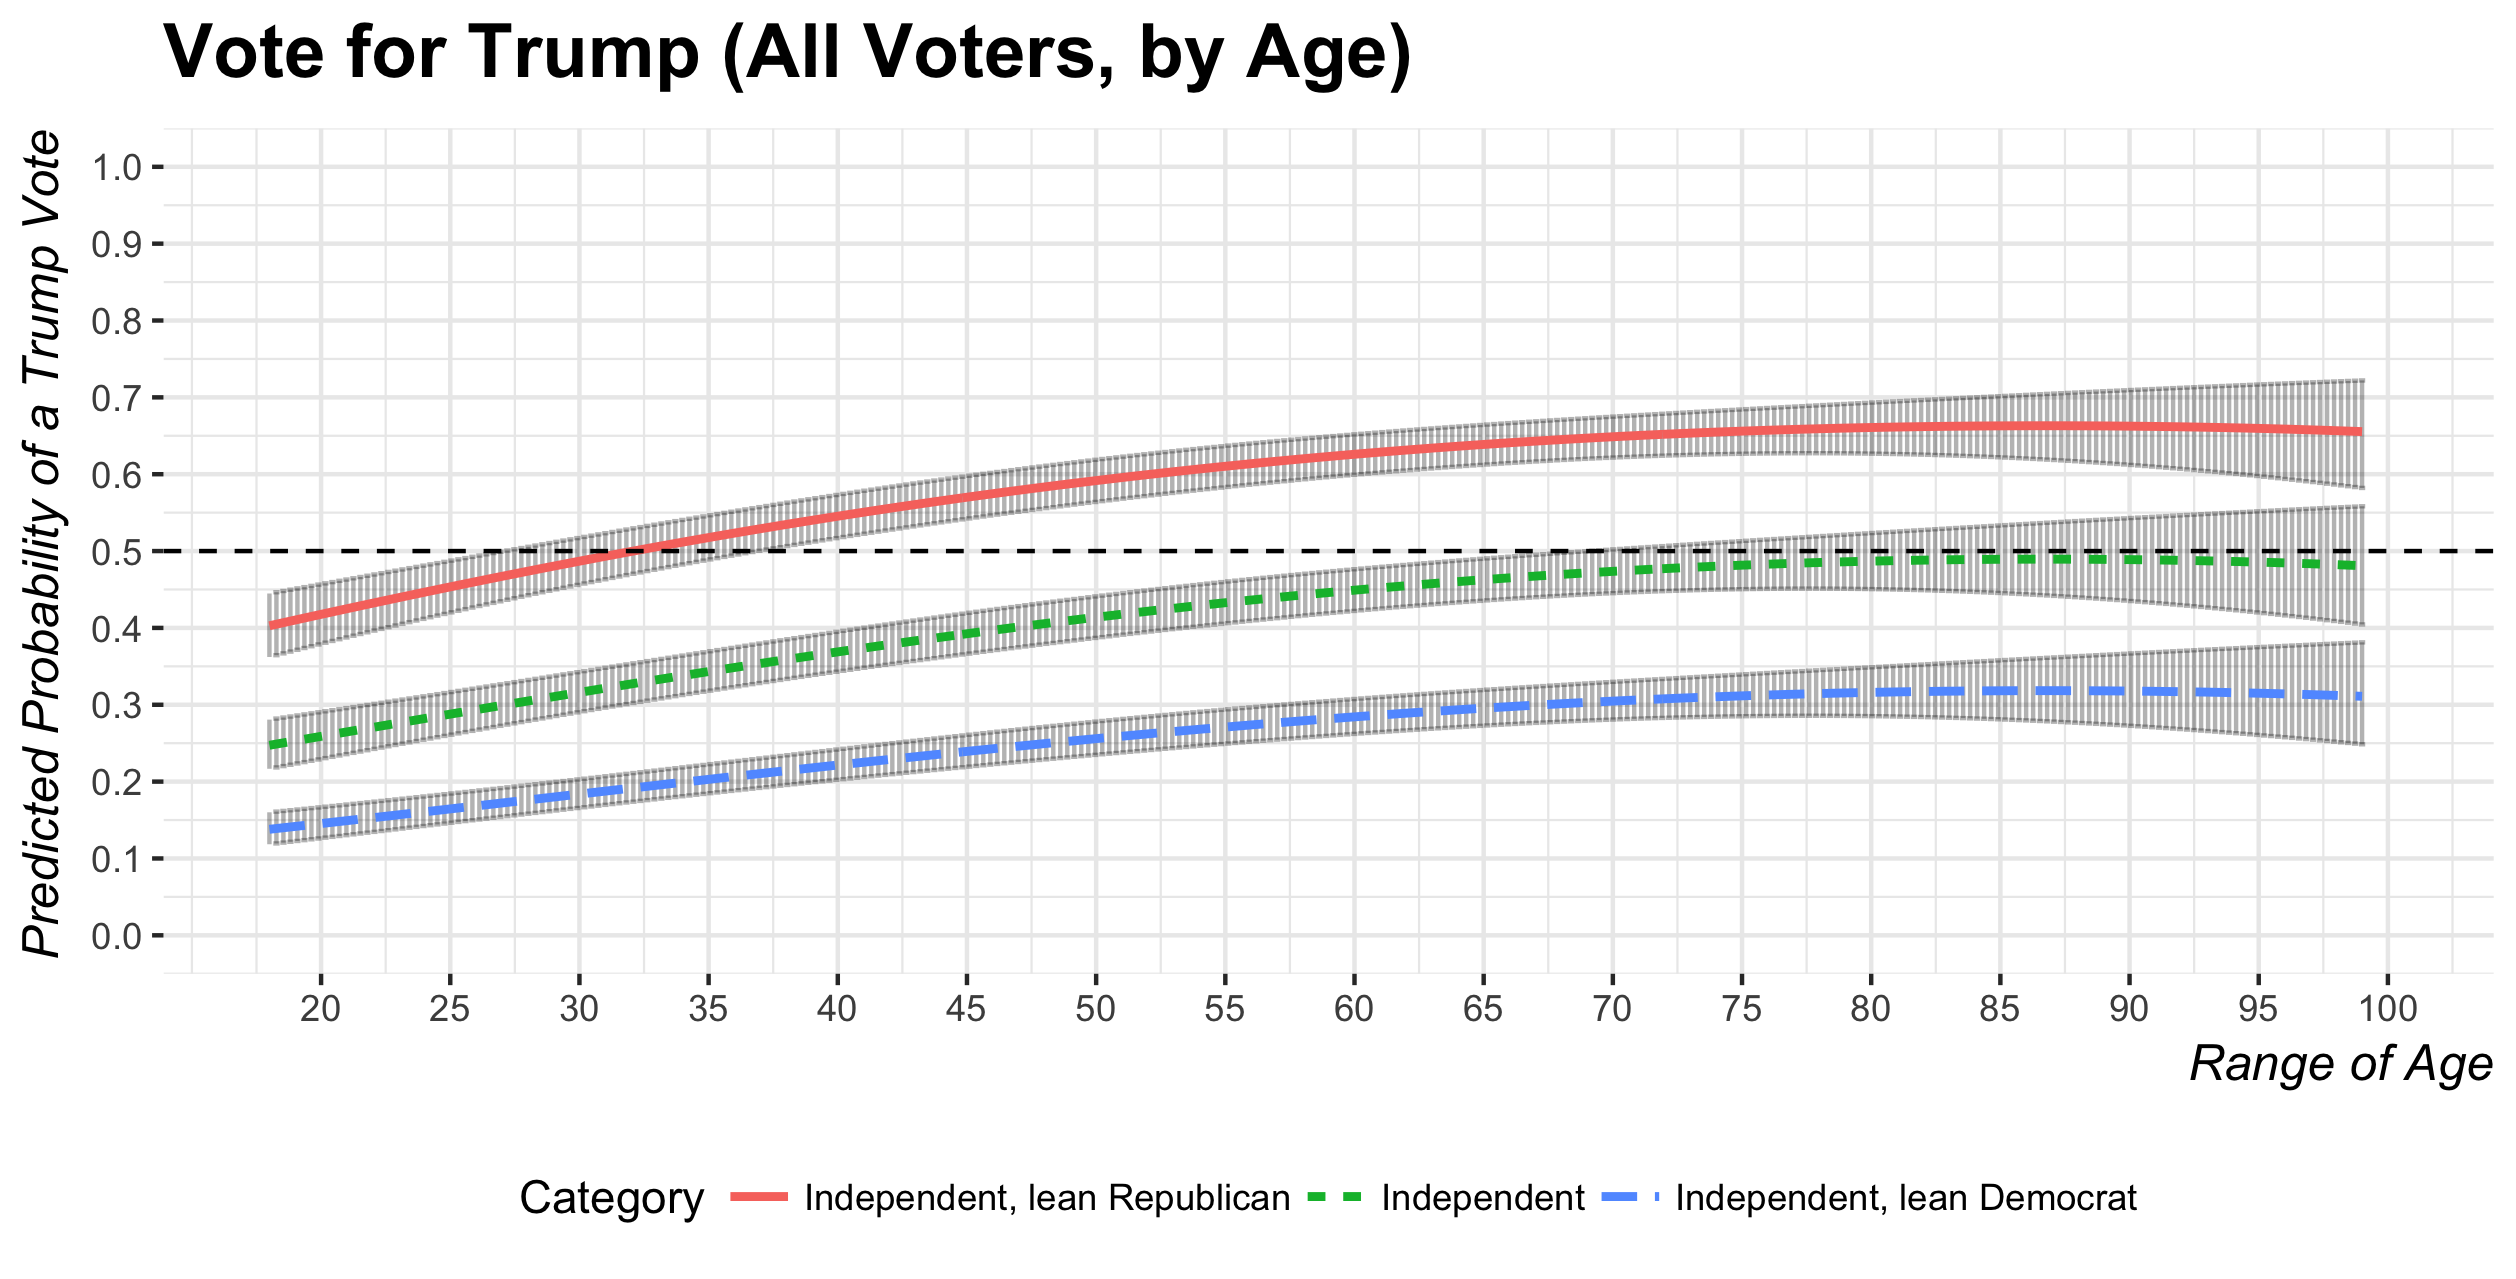 Vote for Trump (All Voters, by Age)
Predicted Probability of a Trump Vote
1.0
0.9
0.8
0.7
0.6
0.5
0.4
0.3
0.2
0.1
0.0
20 25 30 35 40 45 50 55 60 65 70 75 80 85 90 95 100
Range of Age
Category Independent, lean Republican Independent Independent, lean Democrat